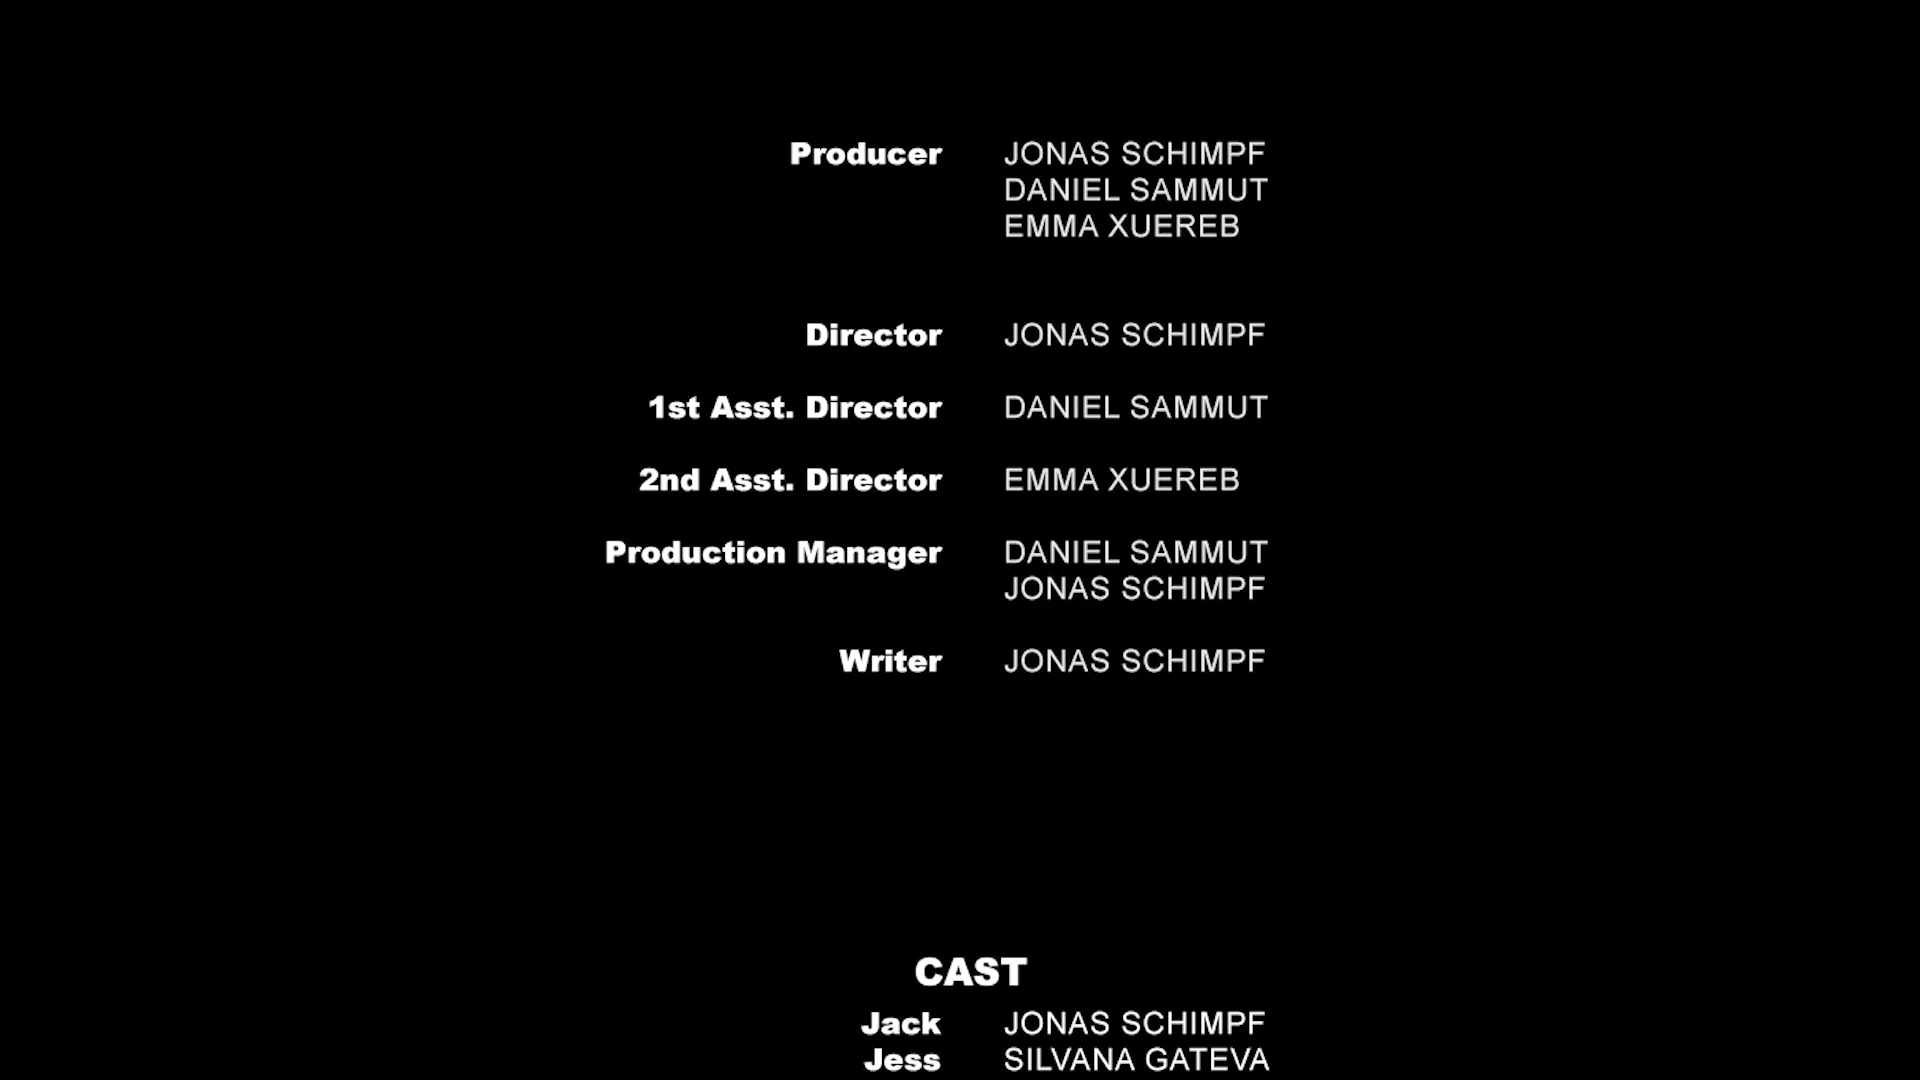 Producer JONAS SCHIMPF
DANIEL SAMMUT
EMMA XUEREB
Director JONAS SCHIMPF
1st Asst. Director DANIEL SAMMUT
2nd Asst. Director EMMA XUEREB
Production Manager DANIEL SAMMUT
JONAS SCHIMPF
Writer JONAS SCHIMPF
CAST
Jack JONAS SCHIMPF
Jess SILVANA GATEVA